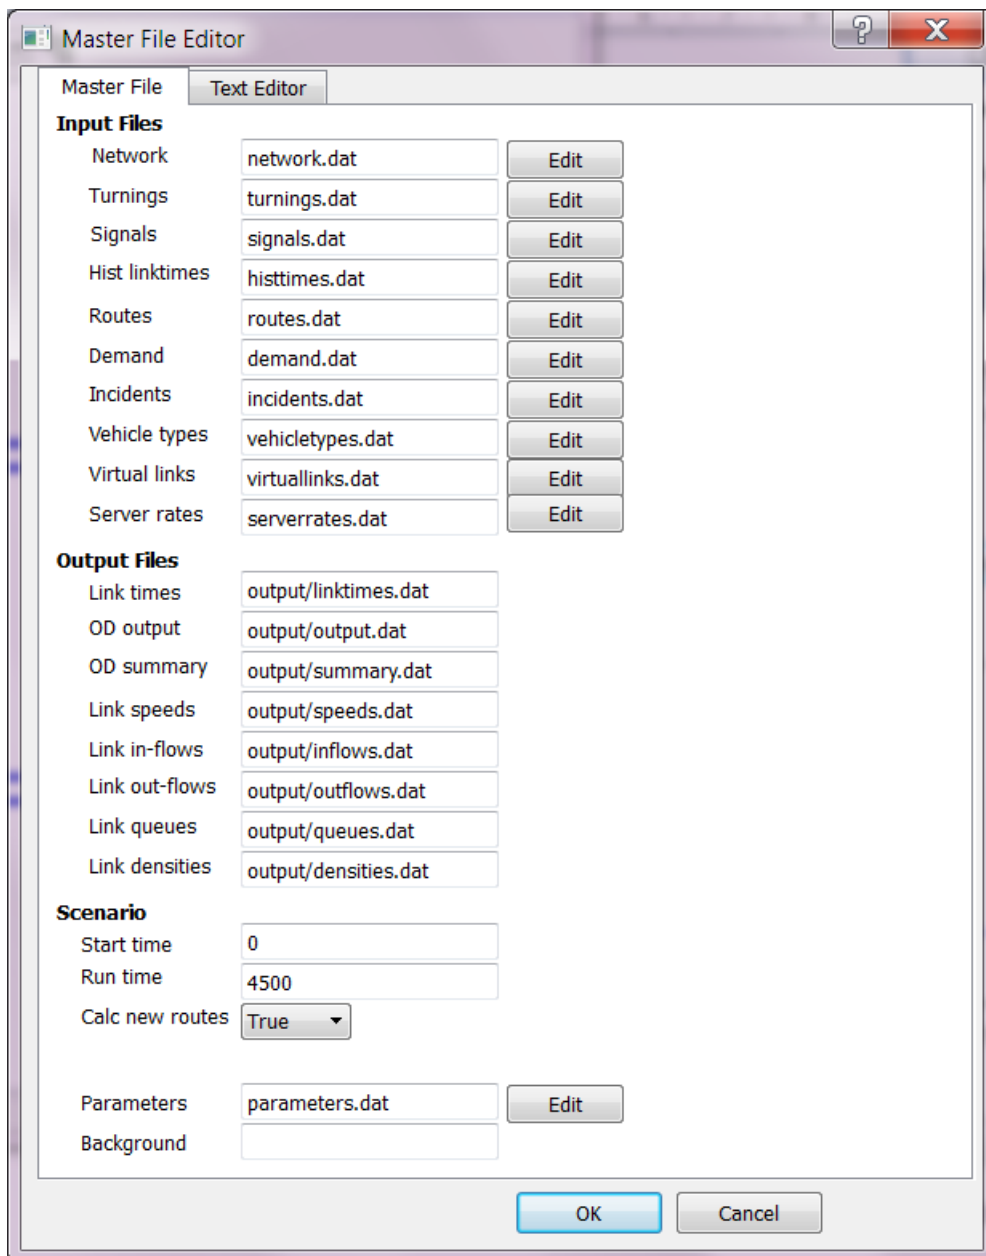 Master File Editor
Master File Text Editor
Input Files
Network network.dat Edit
Turnings turnings.dat Edit
Signals signals.dat Edit
Hist linktimes histtimes.dat Edit
Routes routes.dat Edit
Demand demand.dat Edit
Incidents incidents.dat Edit
Vehicle types vehicletypes.dat Edit
Virtual links virtuallinks.dat Edit
Server rates serverrates.dat Edit
Output Files
Link times output/linktimes.dat
OD output output/output.dat
OD summary output/summary.dat
Link speeds output/speeds.dat
Link in-flows output/inflows.dat
Link out-flows output/outflows.dat
Link queues output/queues.dat
Link densities output/densities.dat
Scenario
Start time 0
Run time 4500
Calc new routes True
Parameters parameters.dat Edit
Background
OK Cancel